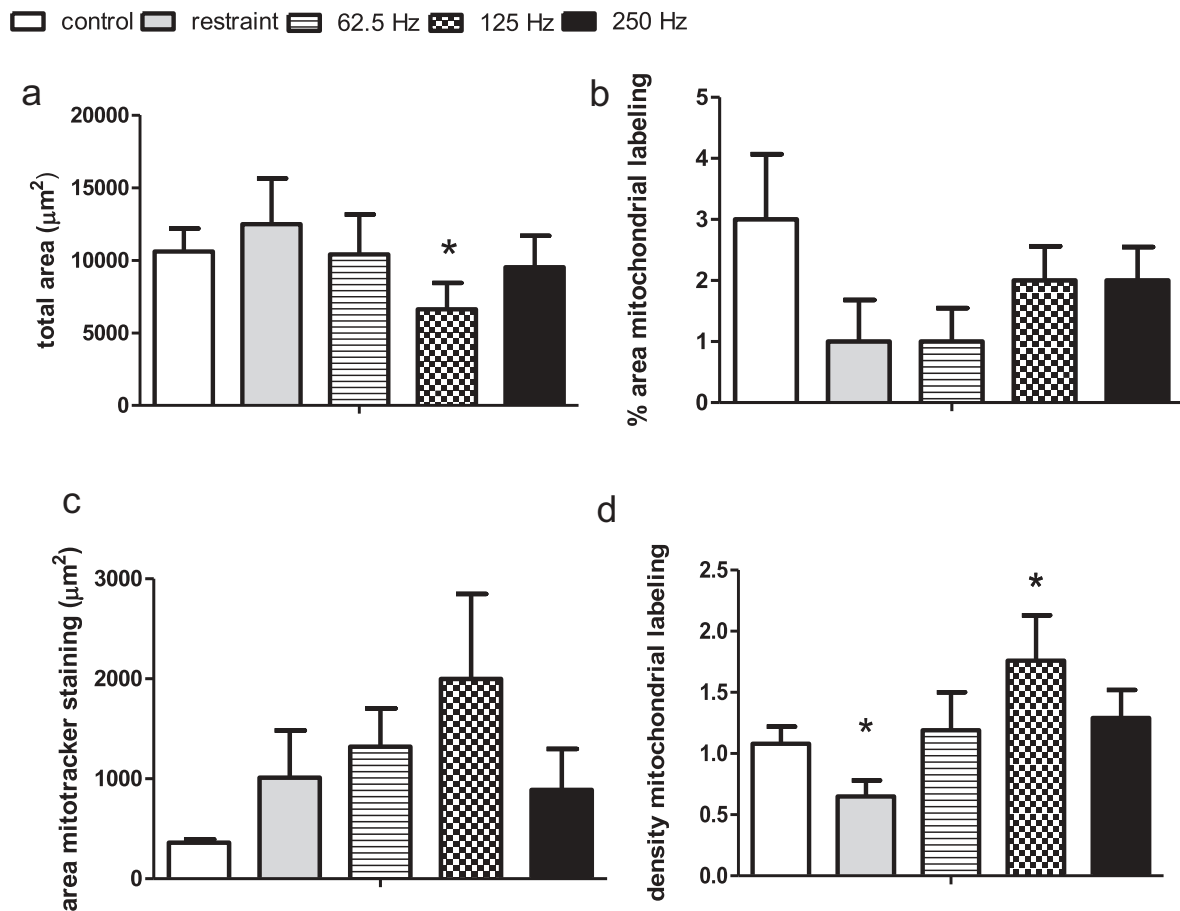 control restraint 62.5 Hz 125 Hz 250 Hz
a
total area (μm²)
20000
15000
10000
5000
0
*
b
% area mitochondrial labeling
5
4
3
2
1
0
c
area mitotracker staining (μm²)
3000
2000
1000
0
d
density mitochondrial labeling
2.5
2.0
1.5
1.0
0.5
0.0
*
*